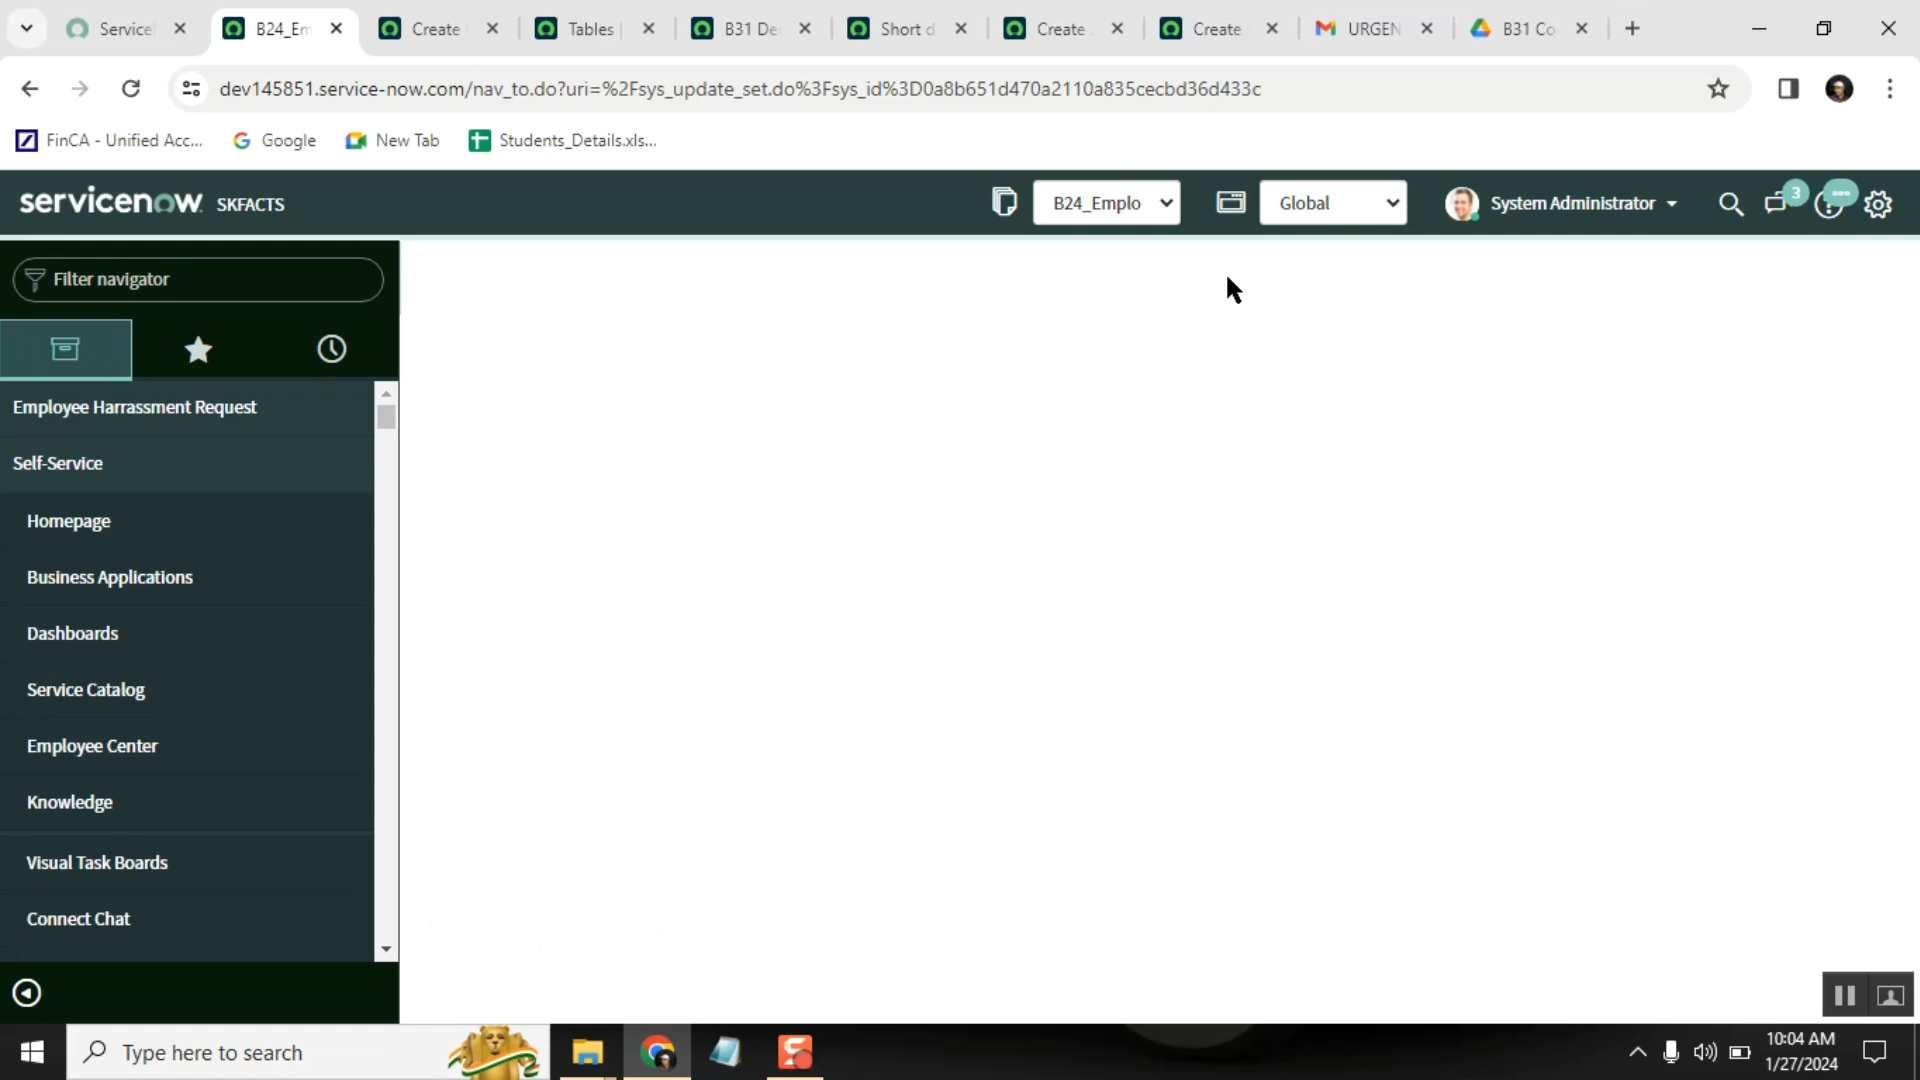 Service
B24_Em
Create
Tables
B31 De
Short d
Create
Create
URGEN
B31 Co
dev145851.service-now.com/nav_to.do?uri=%2Fsys_update_set.do%3Fsys_id%3D0a8b651d470a2110a835cecbd36d433c
FinCA - Unified Acc...
Google
New Tab
Students_Details.xls...
servicenow SKFACTS
B24_Emplo
Global
System Administrator
3
Filter navigator
Employee Harrassment Request
Self-Service
Homepage
Business Applications
Dashboards
Service Catalog
Employee Center
Knowledge
Visual Task Boards
Connect Chat
Type here to search
10:04 AM
1/27/2024